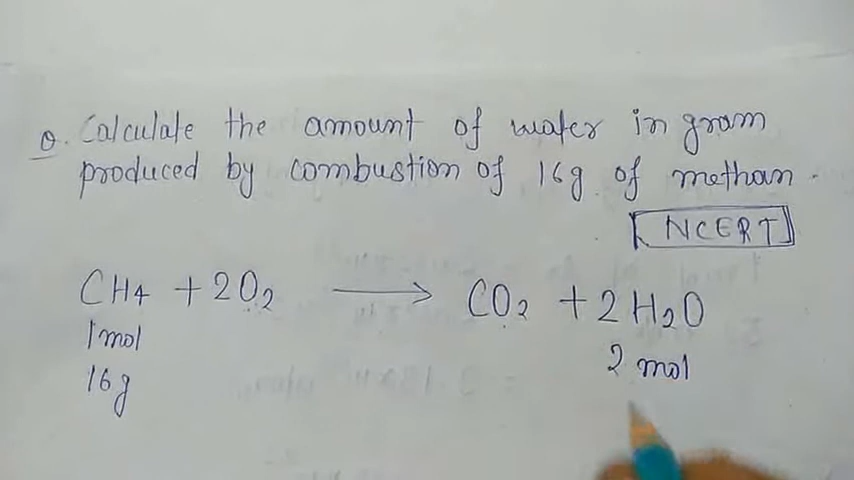 Q. Calculate the amount of water in gram
produced by combustion of 16g of methan.
[NCERT]
CH4 + 2O2 → CO2 + 2H2O
1mol 2 mol
16g